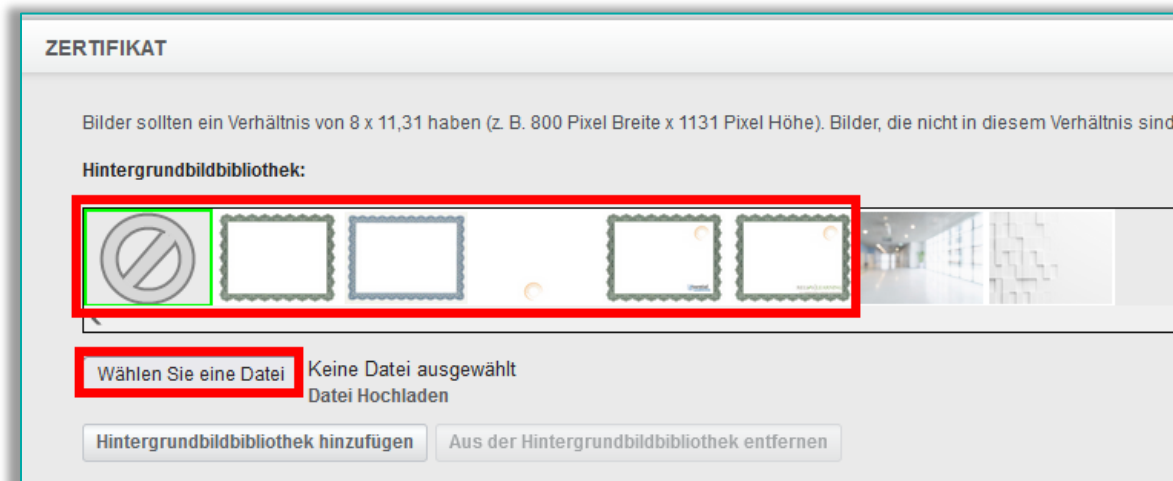 ZERTIFIKAT
Bilder sollten ein Verhältnis von 8 x 11,31 haben (z. B. 800 Pixel Breite x 1131 Pixel Höhe). Bilder, die nicht in diesem Verhältnis sind
Hintergrundbildbibliothek:
Wählen Sie eine Datei Keine Datei ausgewählt
Datei Hochladen
Hintergrundbildbibliothek hinzufügen Aus der Hintergrundbildbibliothek entfernen